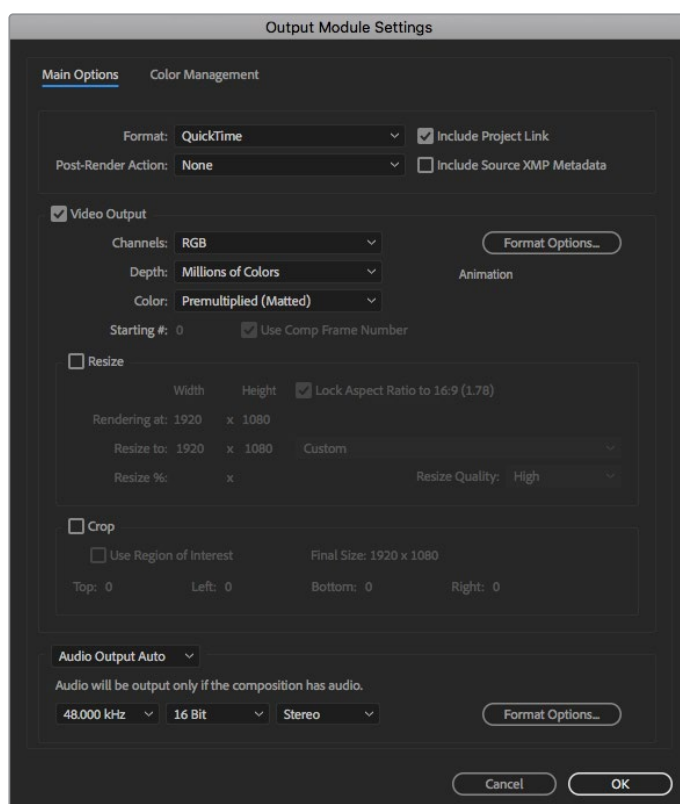 Output Module Settings
Main Options Color Management
Format: QuickTime Include Project Link
Post-Render Action: None Include Source XMP Metadata
Video Output
Channels: RGB Format Options...
Depth: Millions of Colors Animation
Color: Premultiplied (Matted)
Starting #: 0 Use Comp Frame Number
Resize
Width Height Lock Aspect Ratio to 16:9 (1.78)
Rendering at: 1920 x 1080
Resize to: 1920 x 1080 Custom
Resize %: x Resize Quality: High
Crop
Use Region of Interest Final Size: 1920 x 1080
Top: 0 Left: 0 Bottom: 0 Right: 0
Audio Output Auto
Audio will be output only if the composition has audio.
48.000 kHz 16 Bit Stereo Format Options...
Cancel OK